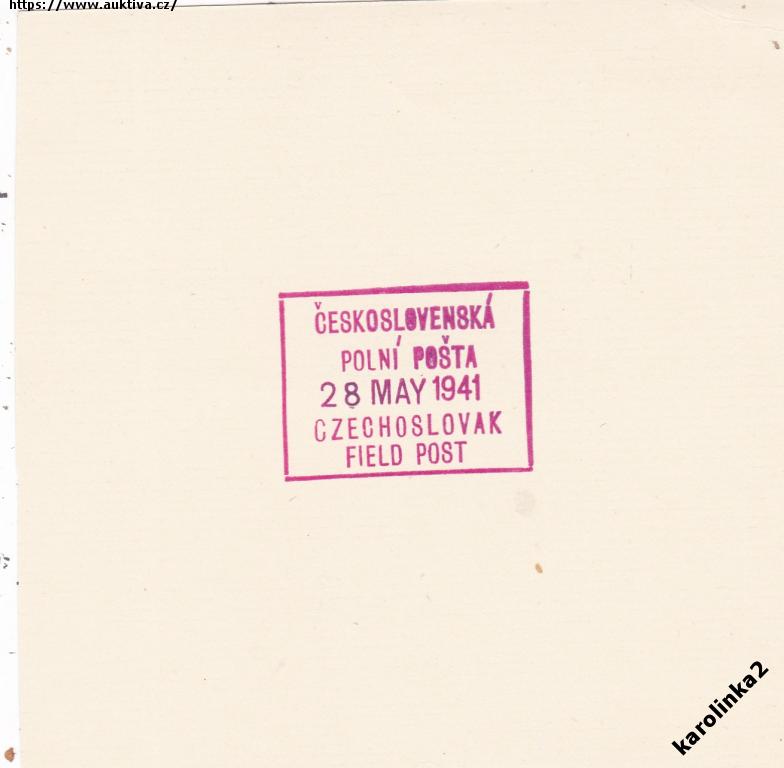 https://www.auktiva.cz/
ČESKOSLOVENSKÁ
POLNÍ POŠTA
28 MAY 1941
CZECHOSLOVAK
FIELD POST
karolinka2